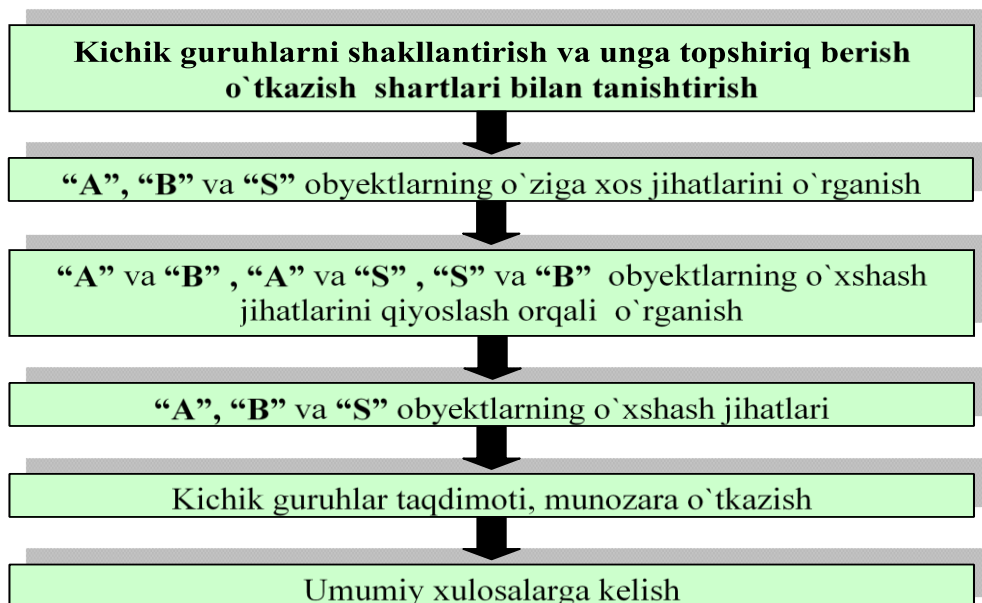 Kichik guruhlarni shakllantirish va unga topshiriq berish
o`tkazish shartlari bilan tanishtirish
“A”, “B” va “S” obyektlarning o`ziga xos jihatlarini o`rganish
“A” va “B” , “A” va “S” , “S” va “B” obyektlarning o`xshash
jihatlarini qiyoslash orqali o`rganish
“A”, “B” va “S” obyektlarning o`xshash jihatlari
Kichik guruhlar taqdimoti, munozara o`tkazish
Umumiy xulosalarga kelish